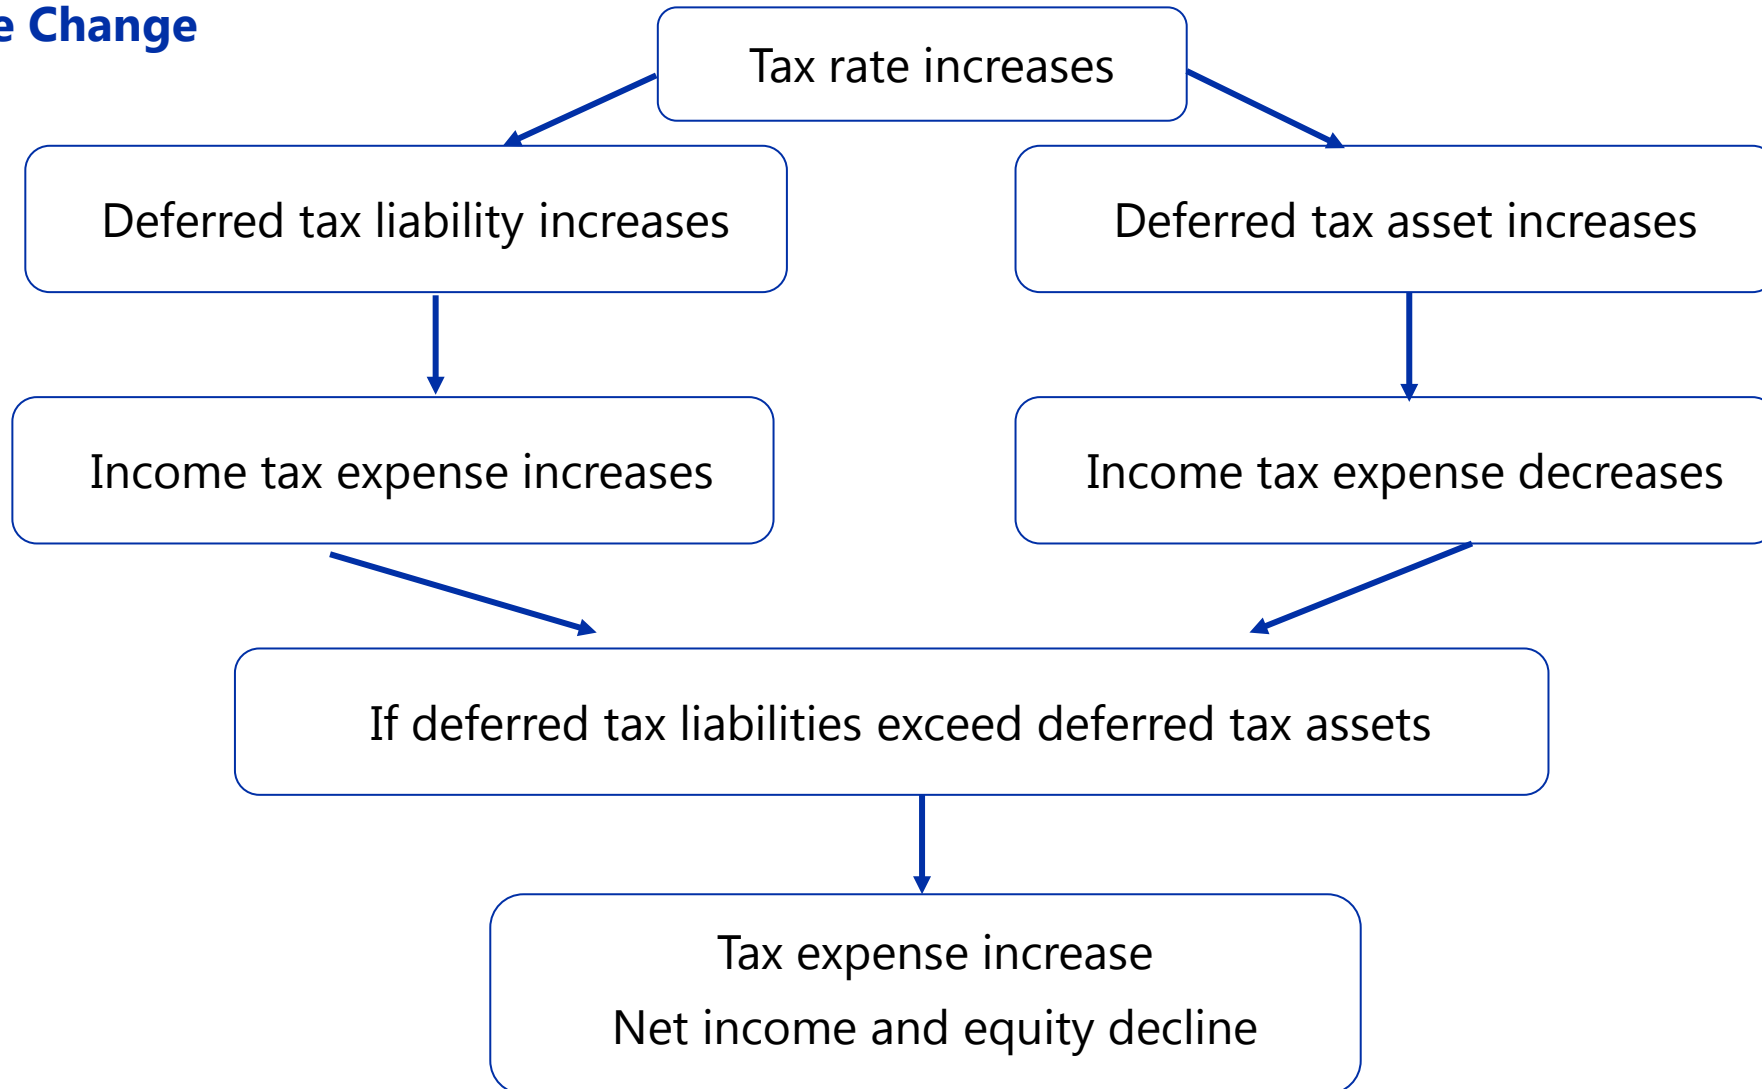 e Change
Tax rate increases
Deferred tax liability increases
Deferred tax asset increases
Income tax expense increases
Income tax expense decreases
If deferred tax liabilities exceed deferred tax assets
Tax expense increase
Net income and equity decline